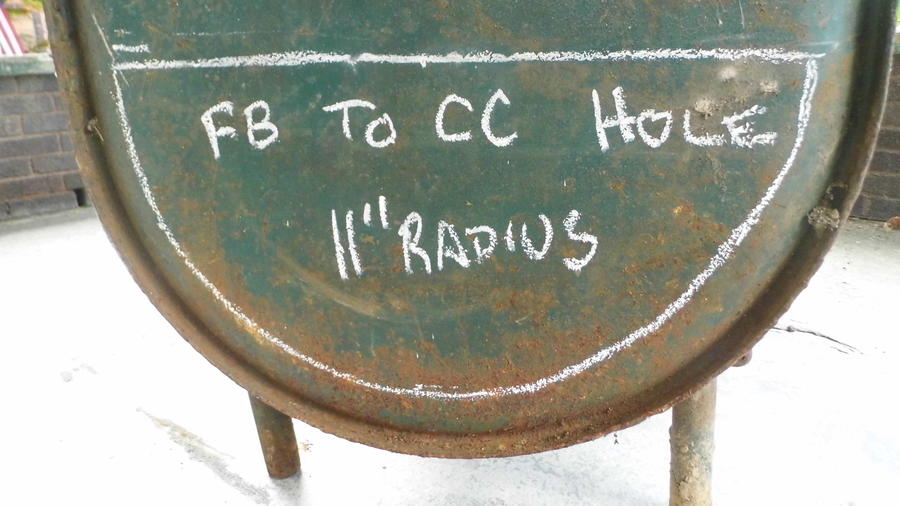 FB TO CC HOLE
11" RADIUS